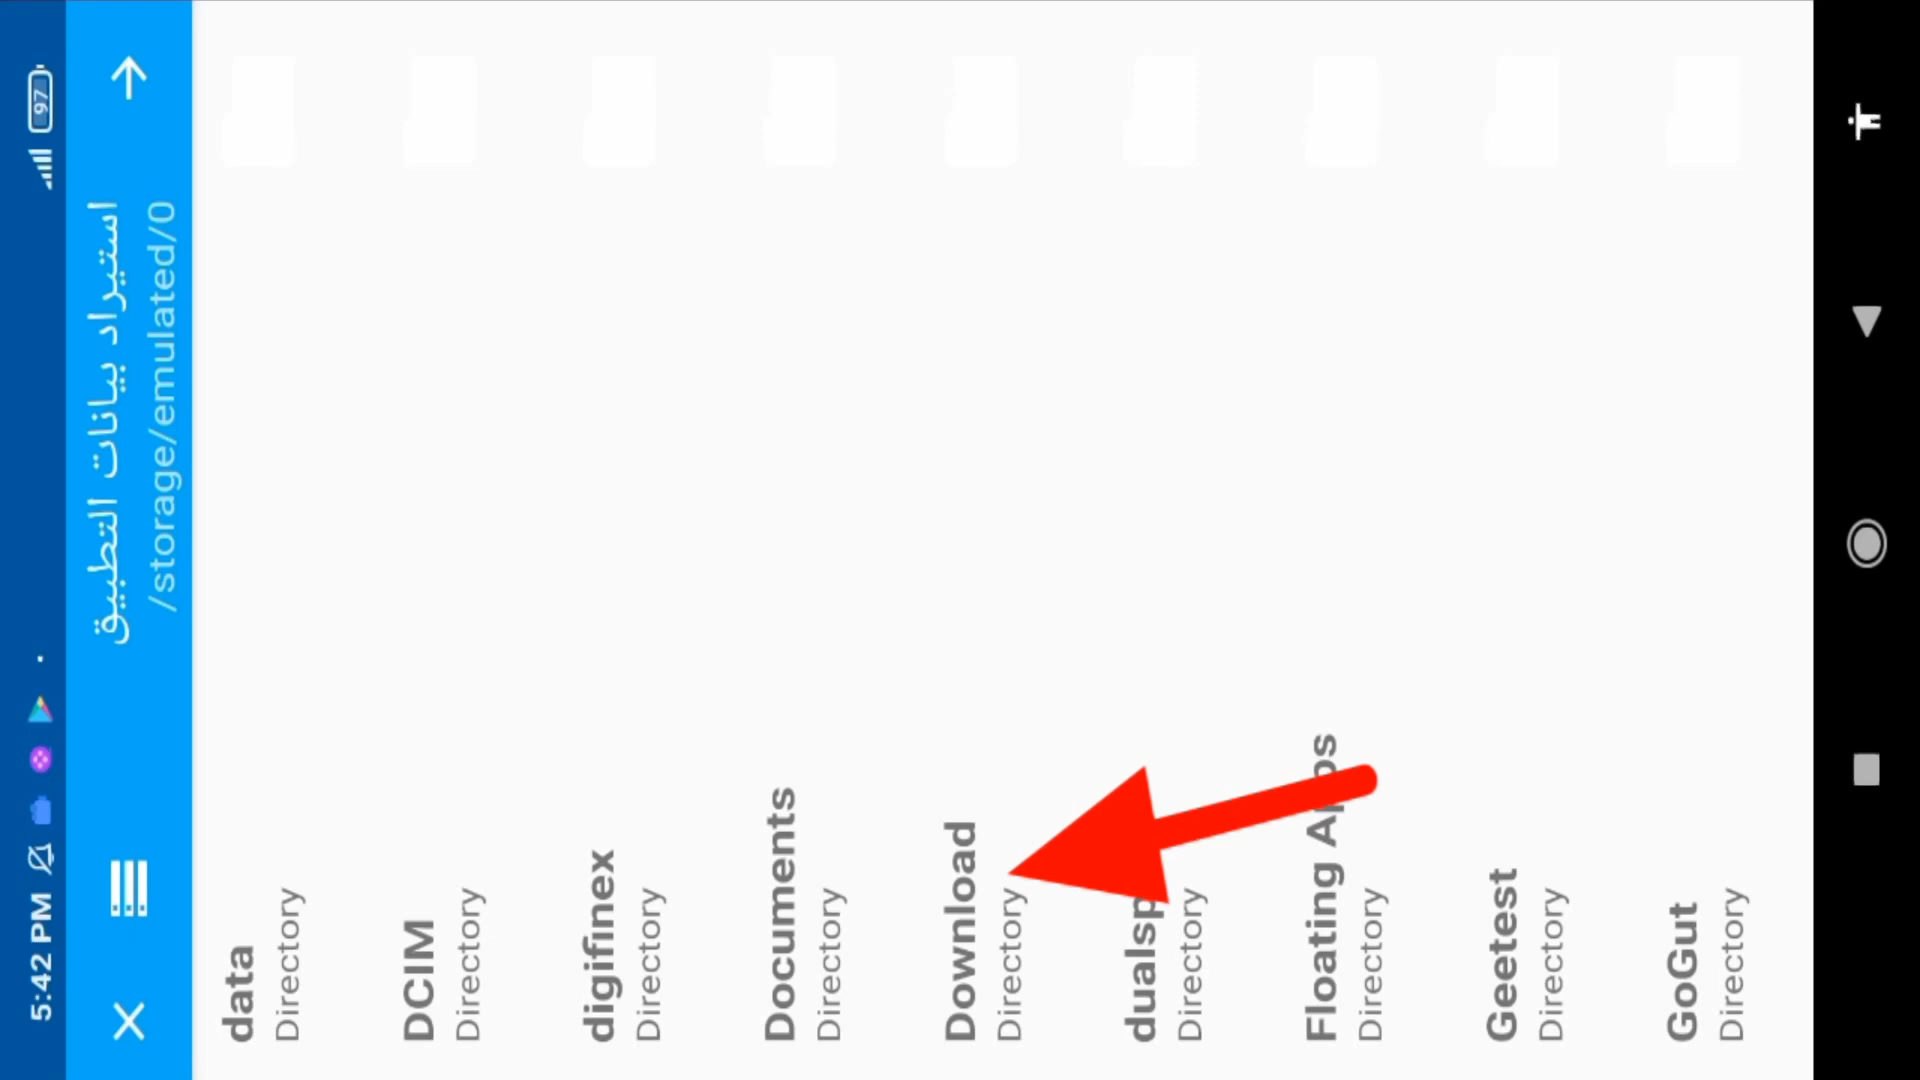 5:42 PM
97
استيراد بيانات التطبيق
/storage/emulated/0
data
Directory
DCIM
Directory
digifinex
Directory
Documents
Directory
Download
Directory
Directory
Floating
Directory
Geetest
Directory
GoGut
Directory